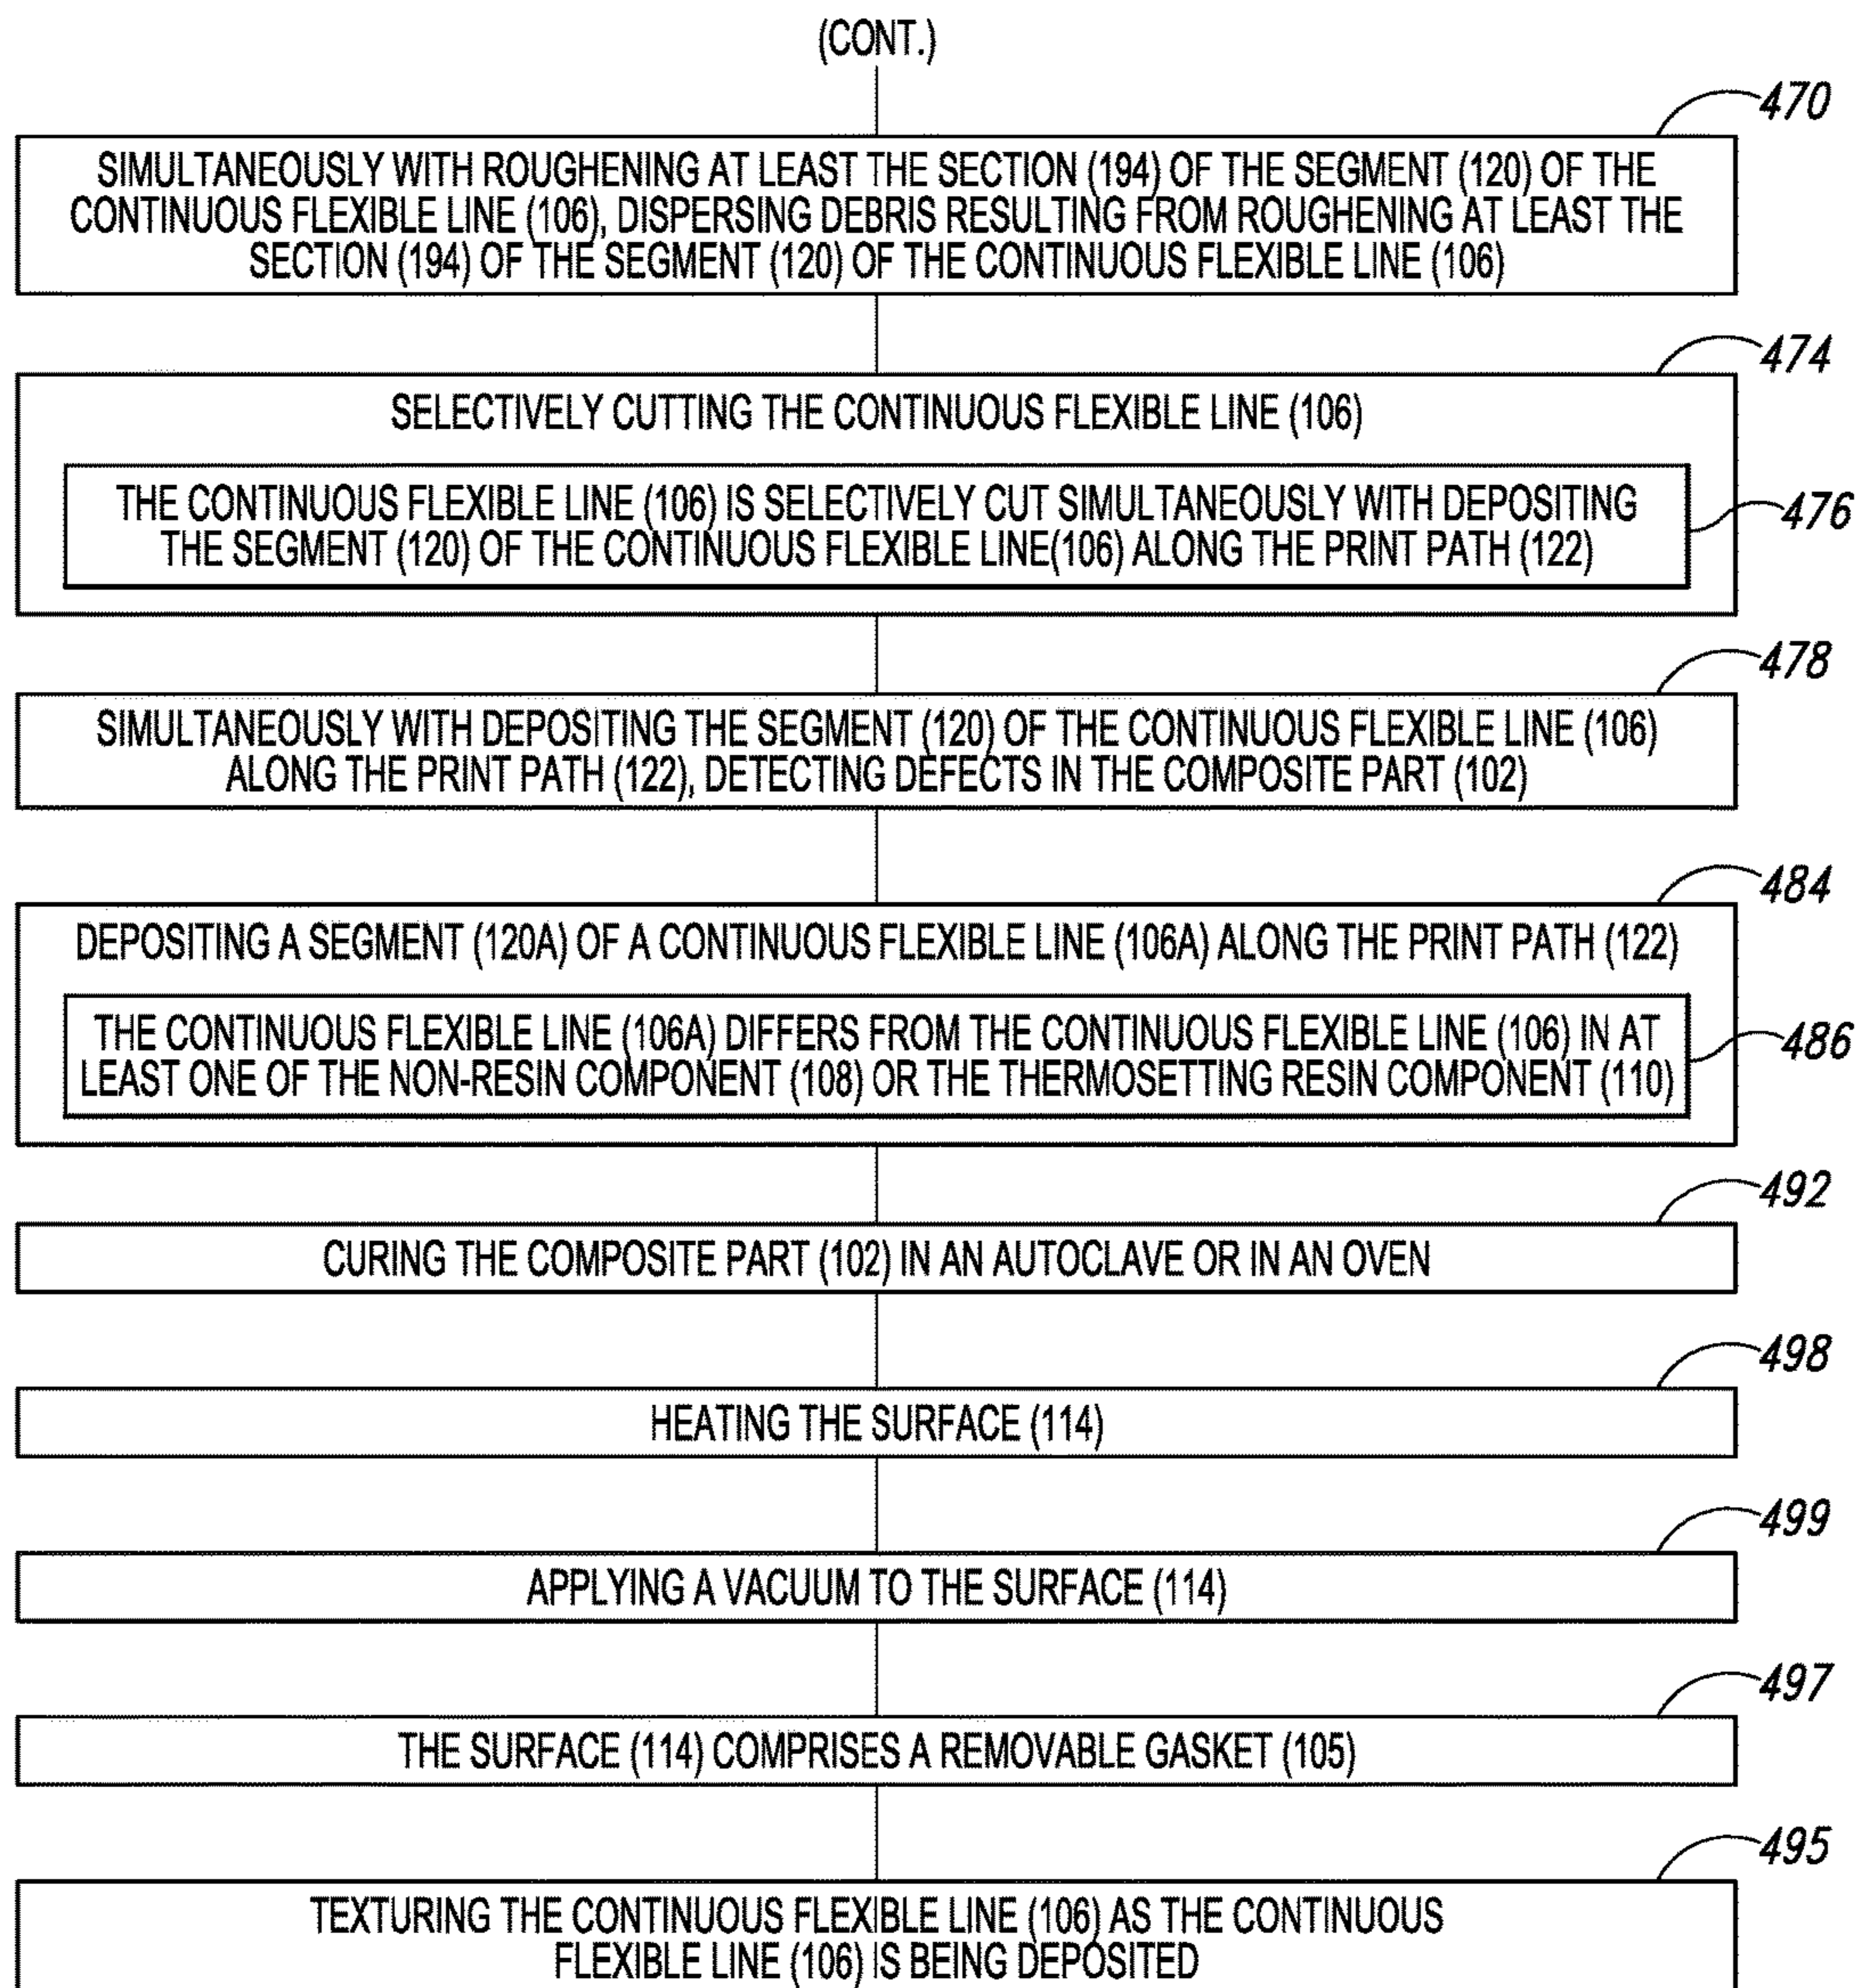 (CONT.)
470
SIMULTANEOUSLY WITH ROUGHENING AT LEAST THE SECTION (194) OF THE SEGMENT (120) OF THE
CONTINUOUS FLEXIBLE LINE (106), DISPERSING DEBRIS RESULTING FROM ROUGHENING AT LEAST THE
SECTION (194) OF THE SEGMENT (120) OF THE CONTINUOUS FLEXIBLE LINE (106)
474
SELECTIVELY CUTTING THE CONTINUOUS FLEXIBLE LINE (106)
THE CONTINUOUS FLEXIBLE LINE (106) IS SELECTIVELY CUT SIMULTANEOUSLY WITH DEPOSITING
THE SEGMENT (120) OF THE CONTINUOUS FLEXIBLE LINE(106) ALONG THE PRINT PATH (122)
476
478
SIMULTANEOUSLY WITH DEPOSITING THE SEGMENT (120) OF THE CONTINUOUS FLEXIBLE LINE (106)
ALONG THE PRINT PATH (122), DETECTING DEFECTS IN THE COMPOSITE PART (102)
484
DEPOSITING A SEGMENT (120A) OF A CONTINUOUS FLEXIBLE LINE (106A) ALONG THE PRINT PATH (122)
THE CONTINUOUS FLEXIBLE LINE (106A) DIFFERS FROM THE CONTINUOUS FLEXIBLE LINE (106) IN AT
LEAST ONE OF THE NON-RESIN COMPONENT (108) OR THE THERMOSETTING RESIN COMPONENT (110)
486
492
CURING THE COMPOSITE PART (102) IN AN AUTOCLAVE OR IN AN OVEN
498
HEATING THE SURFACE (114)
499
APPLYING A VACUUM TO THE SURFACE (114)
497
THE SURFACE (114) COMPRISES A REMOVABLE GASKET (105)
495
TEXTURING THE CONTINUOUS FLEXIBLE LINE (106) AS THE CONTINUOUS
FLEXIBLE LINE (106) IS BEING DEPOSITED